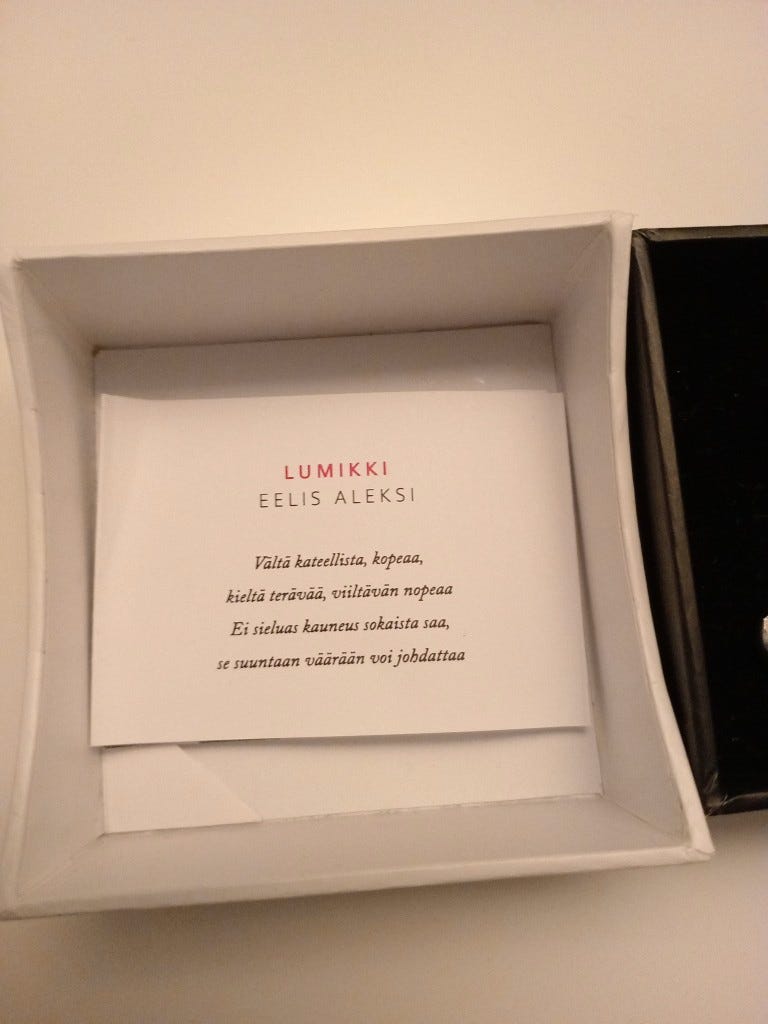 LUMIKKI
EELIS ALEKSI
Vältä kateellista, kopeaa,
kieltä terävää, viiltävän nopeaa
Ei sieluas kauneus sokaista saa,
se suuntaan väärään voi johdattaa